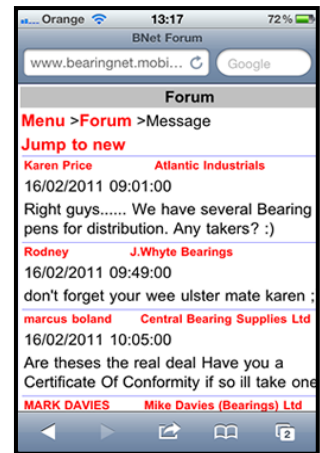 Orange 13:17 72%
BNet Forum
www.bearingnet.mobi... Google
Forum
Menu >Forum >Message
Jump to new
Karen Price Atlantic Industrials
16/02/2011 09:01:00
Right guys...... We have several Bearing
pens for distribution. Any takers? :)
Rodney J.Whyte Bearings
16/02/2011 09:49:00
don't forget your wee ulster mate karen ;
marcus boland Central Bearing Supplies Ltd
16/02/2011 10:05:00
Are theses the real deal Have you a
Certificate Of Conformity if so ill take one
MARK DAVIES Mike Davies (Bearings) Ltd
2